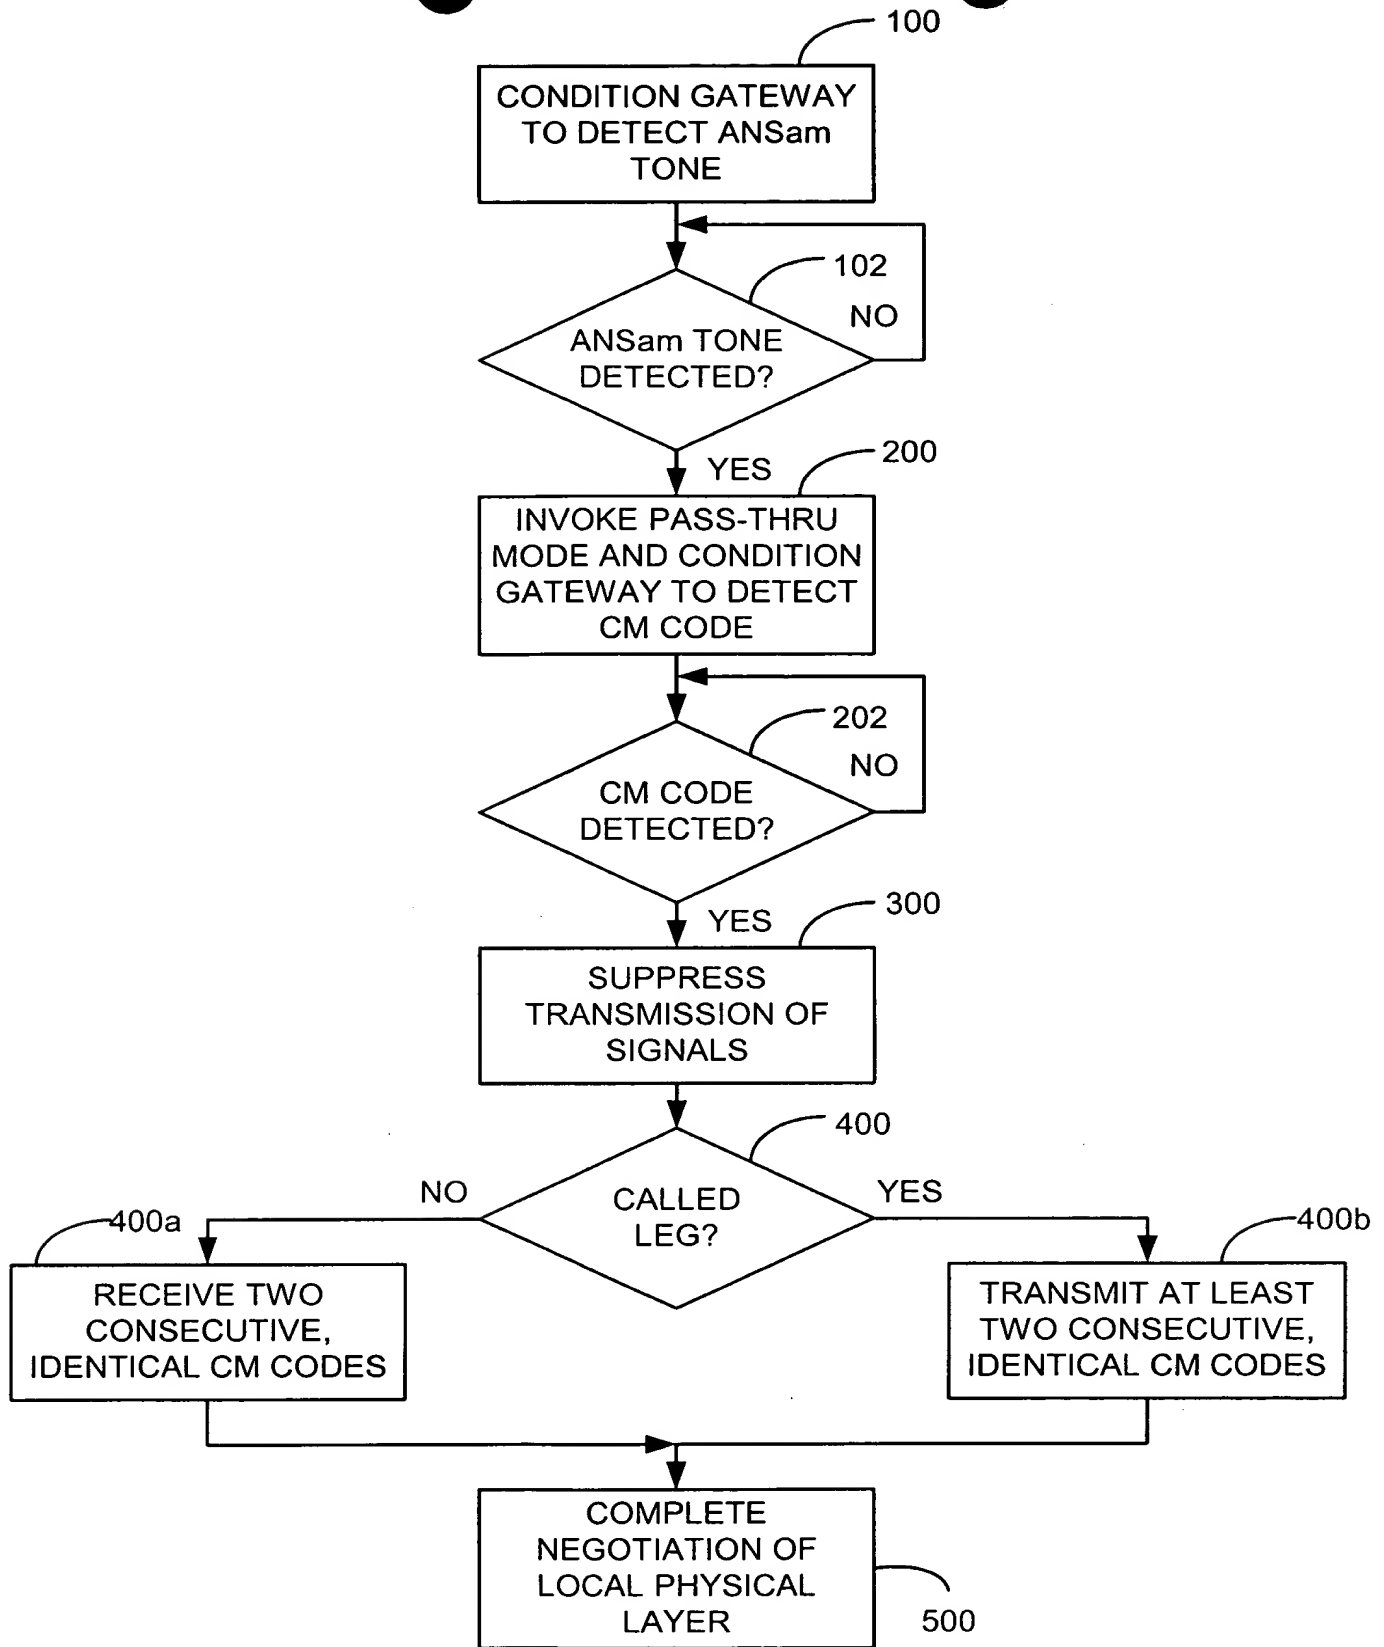 100
CONDITION GATEWAY
TO DETECT ANSam
TONE
102
NO
ANSam TONE
DETECTED?
YES
200
INVOKE PASS-THRU
MODE AND CONDITION
GATEWAY TO DETECT
CM CODE
202
NO
CM CODE
DETECTED?
YES
300
SUPPRESS
TRANSMISSION OF
SIGNALS
400
NO
CALLED
LEG?
YES
400a
400b
RECEIVE TWO
CONSECUTIVE,
IDENTICAL CM CODES
TRANSMIT AT LEAST
TWO CONSECUTIVE,
IDENTICAL CM CODES
COMPLETE
NEGOTIATION OF
LOCAL PHYSICAL
LAYER
500